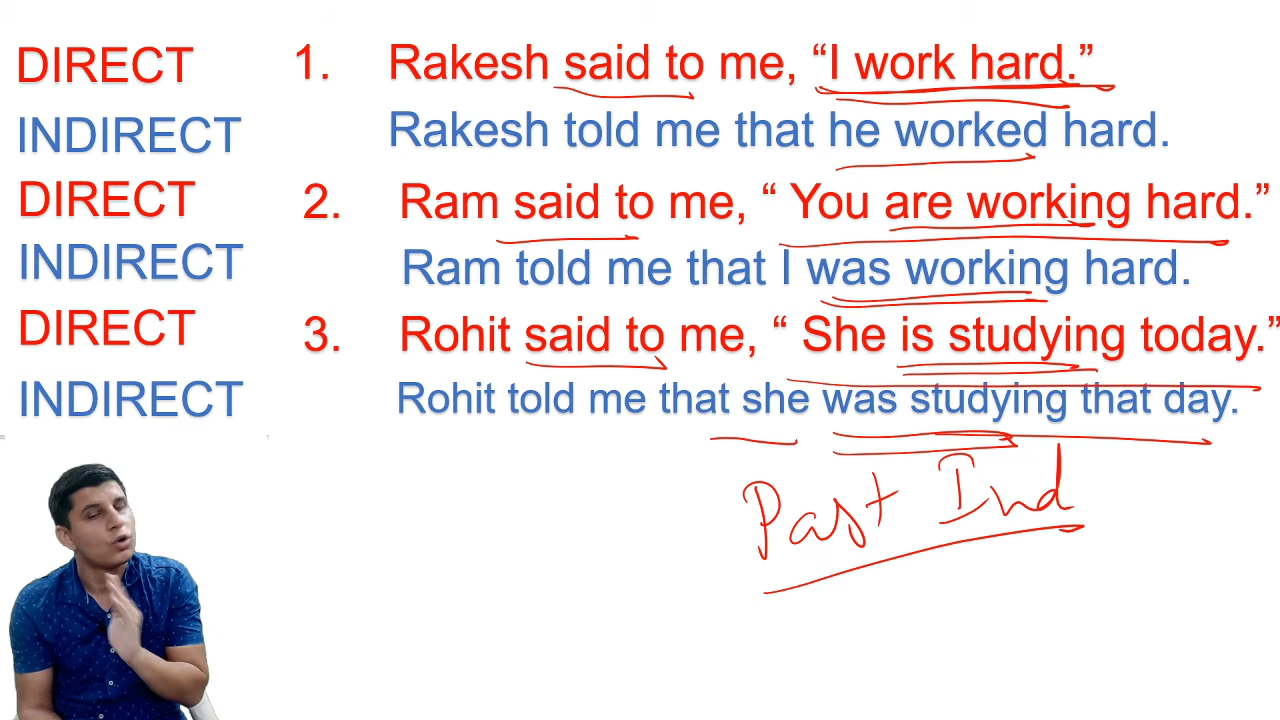 DIRECT 1. Rakesh said to me, “I work hard.”
INDIRECT Rakesh told me that he worked hard.
DIRECT 2. Ram said to me, “ You are working hard.”
INDIRECT Ram told me that I was working hard.
DIRECT 3. Rohit said to me, “ She is studying today.”
INDIRECT Rohit told me that she was studying that day.
Past Ind